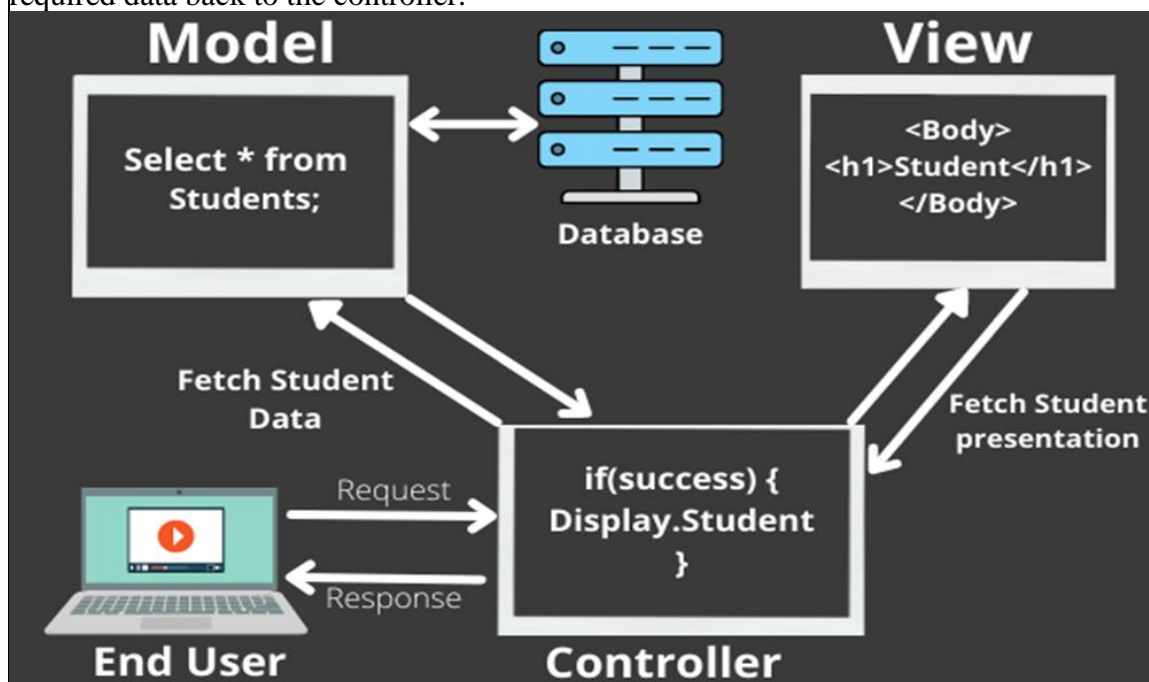 required data back to the controller.
Model
View
Select * from
Students;
<Body>
<h1>Student</h1>
</Body>
Database
Fetch Student
Data
Fetch Student
presentation
if(success) {
Display.Student
}
Request
Response
End User
Controller